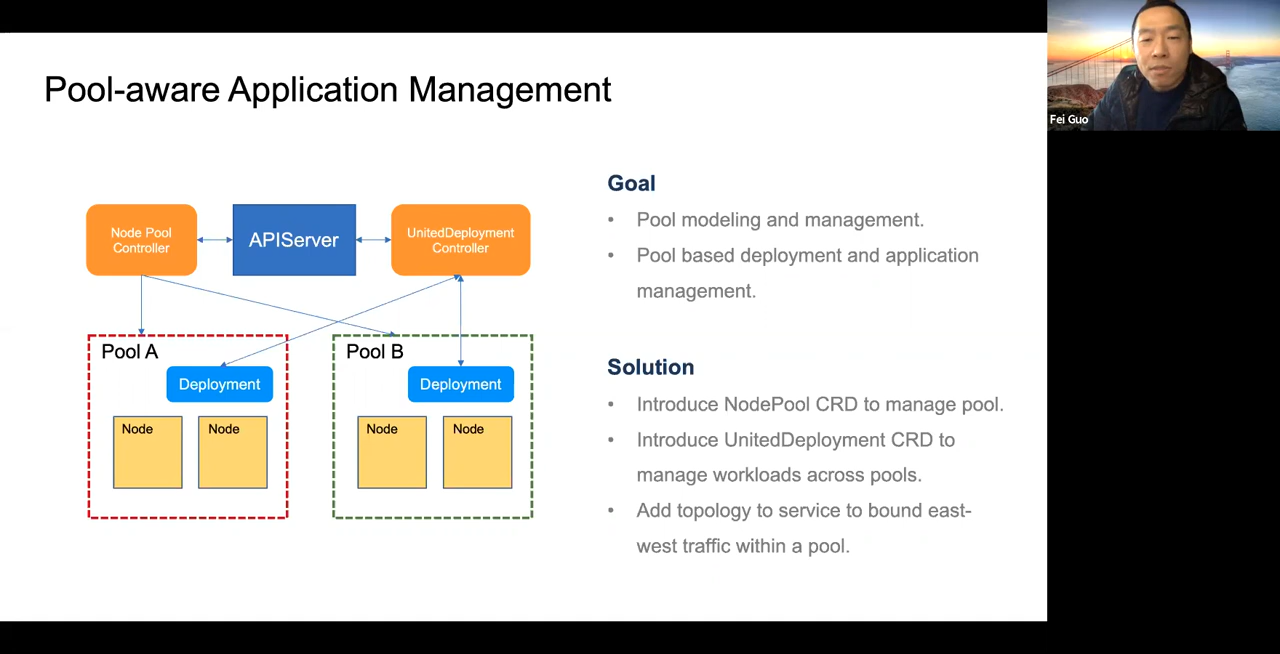 Pool-aware Application Management
Fei Guo
Node Pool
Controller
APIServer
UnitedDeployment
Controller
Pool A
Deployment
Node
Node
Pool B
Deployment
Node
Node
Goal
• Pool modeling and management.
• Pool based deployment and application
management.
Solution
• Introduce NodePool CRD to manage pool.
• Introduce UnitedDeployment CRD to
manage workloads across pools.
• Add topology to service to bound east-
west traffic within a pool.